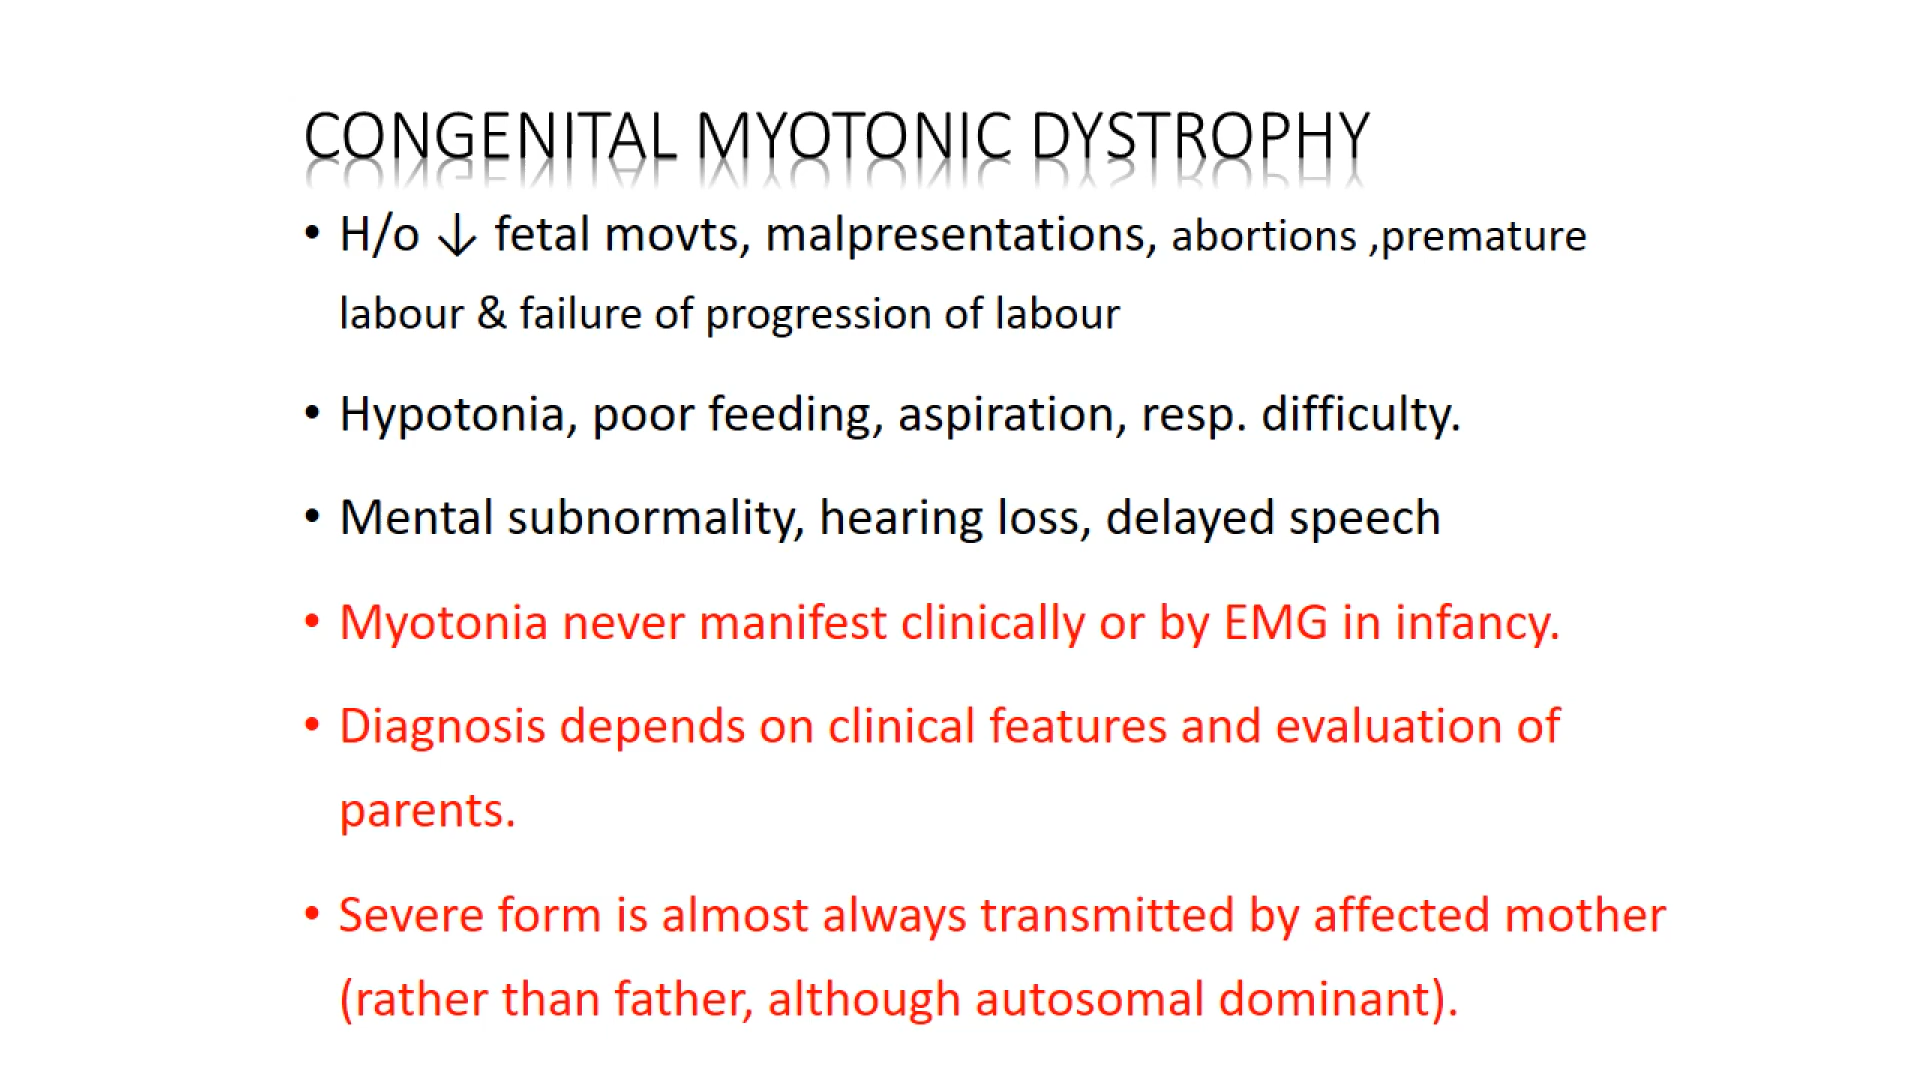 CONGENITAL MYOTONIC DYSTROPHY
• H/o ↓ fetal movts, malpresentations, abortions ,premature
labour & failure of progression of labour
• Hypotonia, poor feeding, aspiration, resp. difficulty.
• Mental subnormality, hearing loss, delayed speech
• Myotonia never manifest clinically or by EMG in infancy.
• Diagnosis depends on clinical features and evaluation of
parents.
• Severe form is almost always transmitted by affected mother
(rather than father, although autosomal dominant).